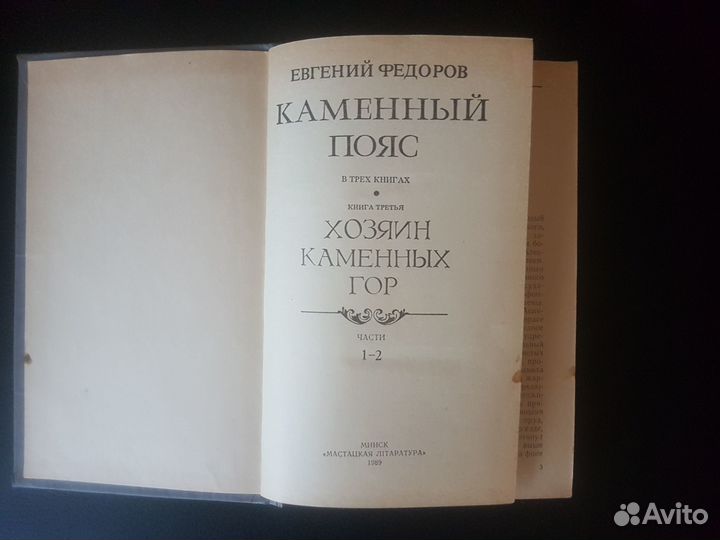 ЕВГЕНИЙ ФЕДОРОВ
КАМЕННЫЙ
ПОЯС
В ТРЕХ КНИГАХ
КНИГА ТРЕТЬЯ
ХОЗЯИН
КАМЕННЫХ
ГОР
ЧАСТИ
1–2
МИНСК
«МАСТАЦКАЯ ЛІТАРАТУРА»
1989
3
Avito